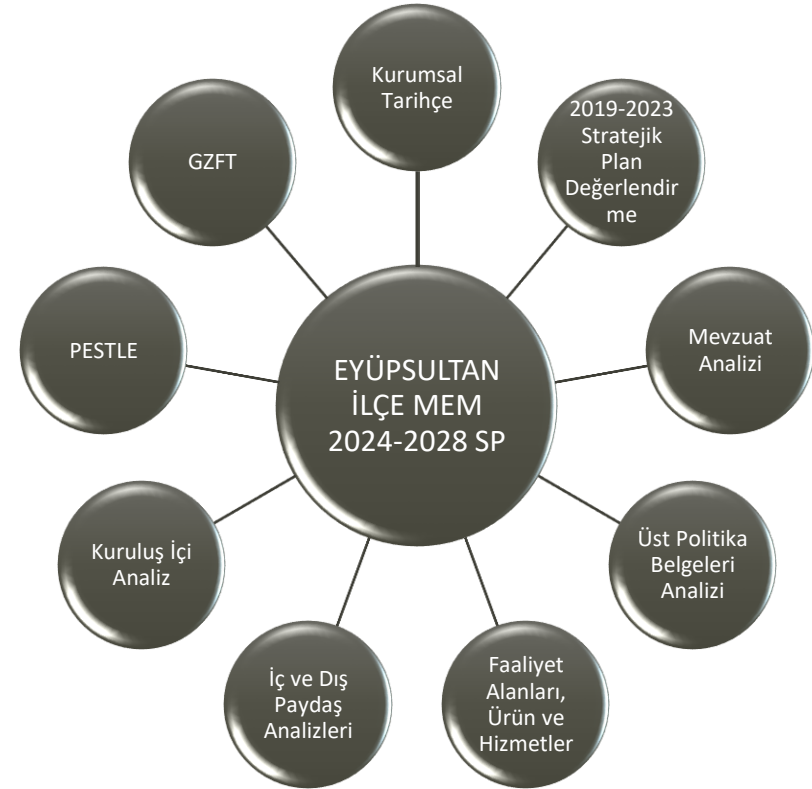 Kurumsal
Tarihçe
2019-2023
Stratejik
Plan
Değerlendir
me
Mevzuat
Analizi
Üst Politika
Belgeleri
Analizi
Faaliyet
Alanları,
Ürün ve
Hizmetler
İç ve Dış
Paydaş
Analizleri
Kuruluş İçi
Analiz
PESTLE
GZFT
EYÜPSULTAN
İLÇE MEM
2024-2028 SP